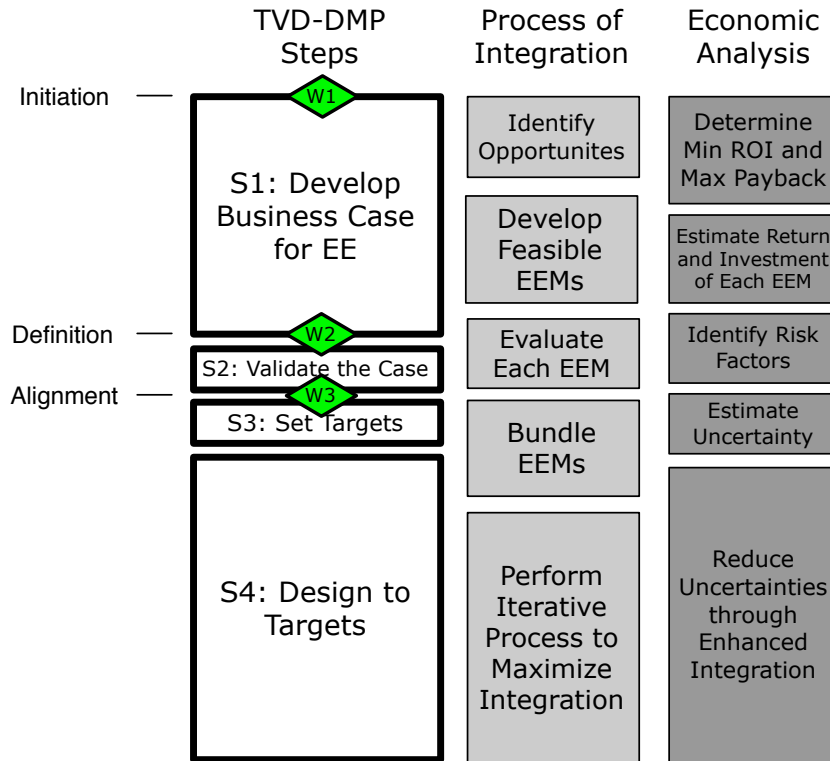 TVD-DMP
Steps
Process of
Integration
Economic
Analysis
Initiation
W1
S1: Develop
Business Case
for EE
Definition
W2
S2: Validate the Case
Alignment
W3
S3: Set Targets
S4: Design to
Targets
Identify
Opportunites
Develop
Feasible
EEMs
Evaluate
Each EEM
Bundle
EEMs
Perform
Iterative
Process to
Maximize
Integration
Determine
Min ROI and
Max Payback
Estimate Return
and Investment
of Each EEM
Identify Risk
Factors
Estimate
Uncertainty
Reduce
Uncertainties
through
Enhanced
Integration